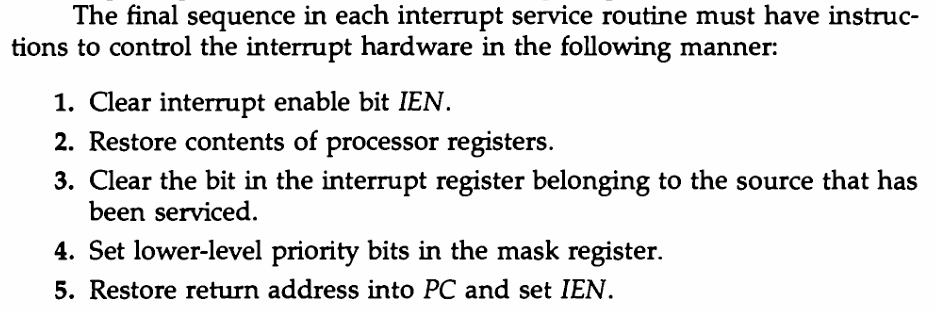 The final sequence in each interrupt service routine must have instruc-
tions to control the interrupt hardware in the following manner:
1. Clear interrupt enable bit IEN.
2. Restore contents of processor registers.
3. Clear the bit in the interrupt register belonging to the source that has
been serviced.
4. Set lower-level priority bits in the mask register.
5. Restore return address into PC and set IEN.